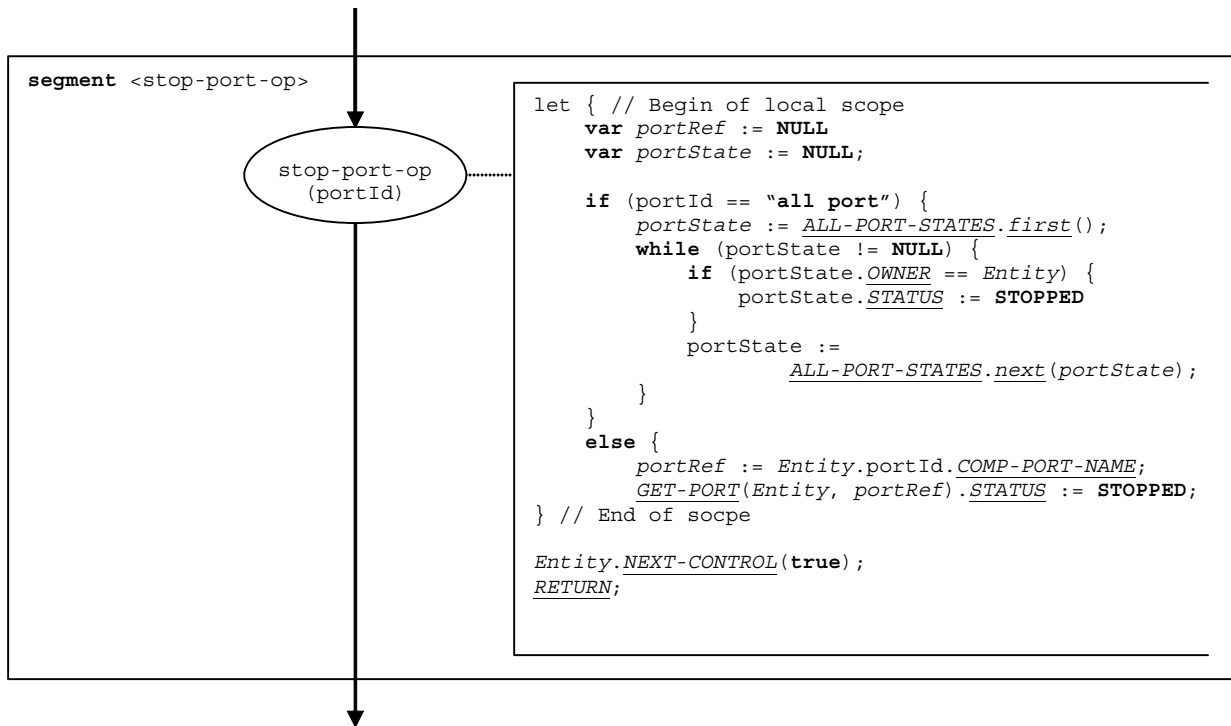 segment <stop-port-op>
stop-port-op
(portId)
let { // Begin of local scope
var portRef := NULL
var portState := NULL;
if (portId == “all port”) {
portState := ALL-PORT-STATES.first();
while (portState != NULL) {
if (portState.OWNER == Entity) {
portState.STATUS := STOPPED
}
portState :=
ALL-PORT-STATES.next(portState);
}
}
else {
portRef := Entity.portId.COMP-PORT-NAME;
GET-PORT(Entity, portRef).STATUS := STOPPED;
} // End of socpe
Entity.NEXT-CONTROL(true);
RETURN;